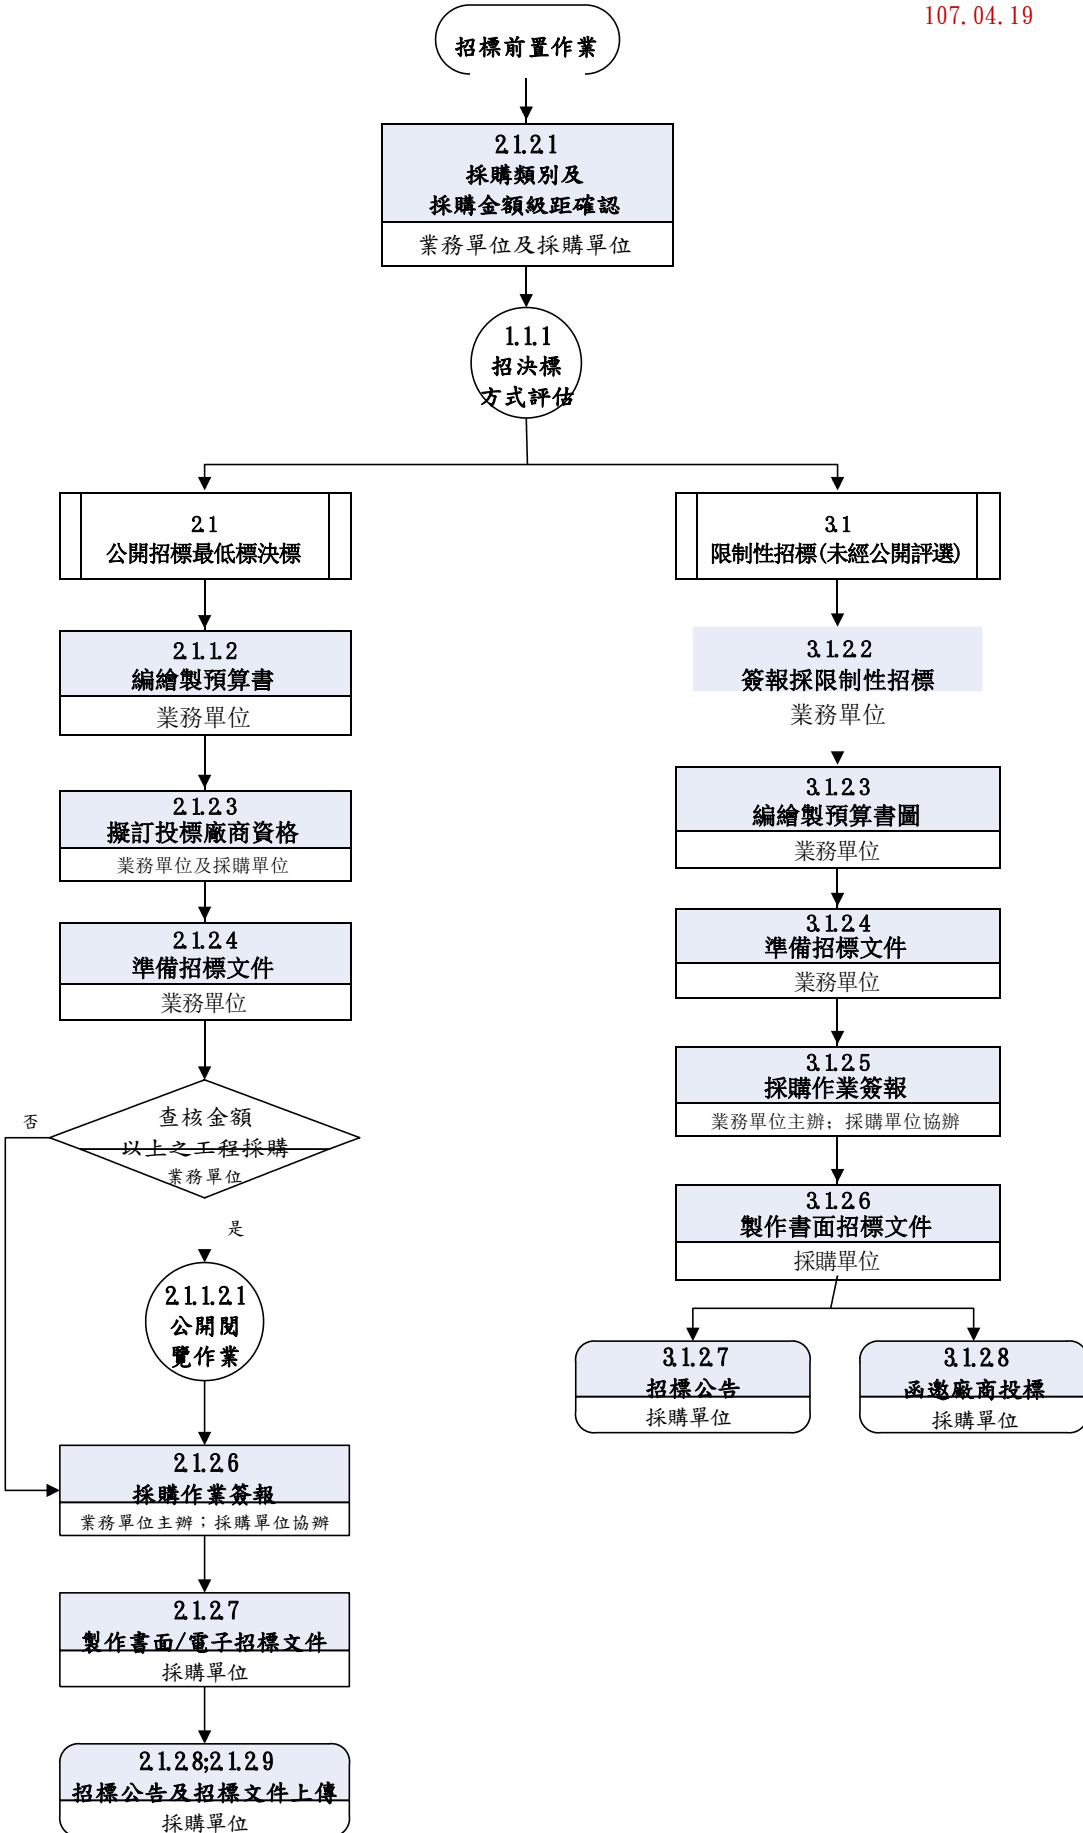 107.04.19
招標前置作業
2.1.2.1
採購類別及
採購金額級距確認
業務單位及採購單位
1.1.1
招決標
方式評估
2.1
公開招標最低標決標
2.1.1.2
編繪製預算書
業務單位
2.1.2.3
擬訂投標廠商資格
業務單位及採購單位
2.1.2.4
準備招標文件
業務單位
查核金額
以上之工程採購
業務單位
否
是
2.1.1.2.1
公開閱
覽作業
2.1.2.6
採購作業簽報
業務單位主辦；採購單位協辦
2.1.2.7
製作書面/電子招標文件
採購單位
2.1.2.8;2.1.2.9
招標公告及招標文件上傳
採購單位
3.1
限制性招標(未經公開評選)
3.1.2.2
簽報採限制性招標
業務單位
3.1.2.3
編繪製預算書圖
業務單位
3.1.2.4
準備招標文件
業務單位
3.1.2.5
採購作業簽報
業務單位主辦；採購單位協辦
3.1.2.6
製作書面招標文件
採購單位
3.1.2.7
招標公告
採購單位
3.1.2.8
函邀廠商投標
採購單位